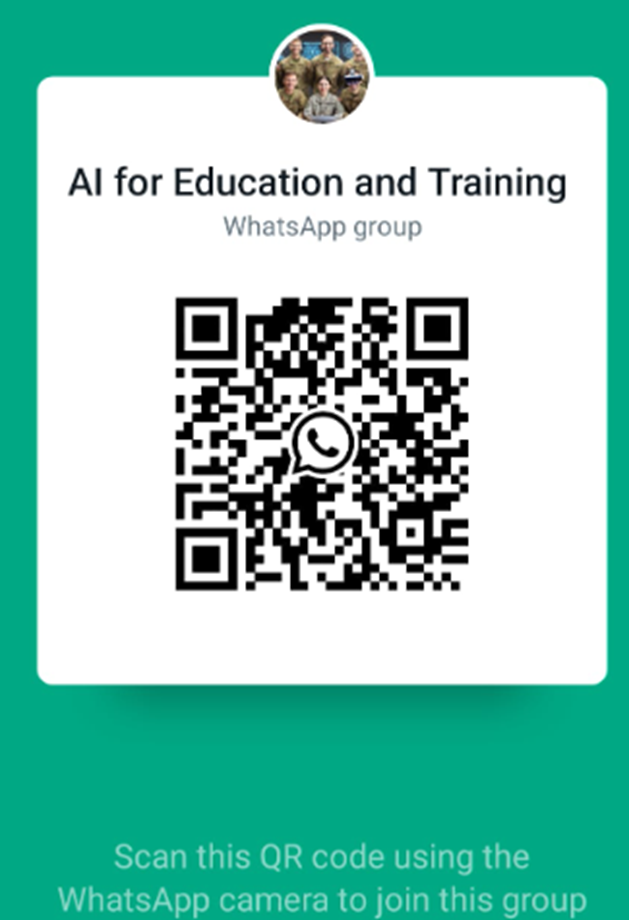 AI for Education and Training
WhatsApp group
Scan this QR code using the
WhatsApp camera to join this group